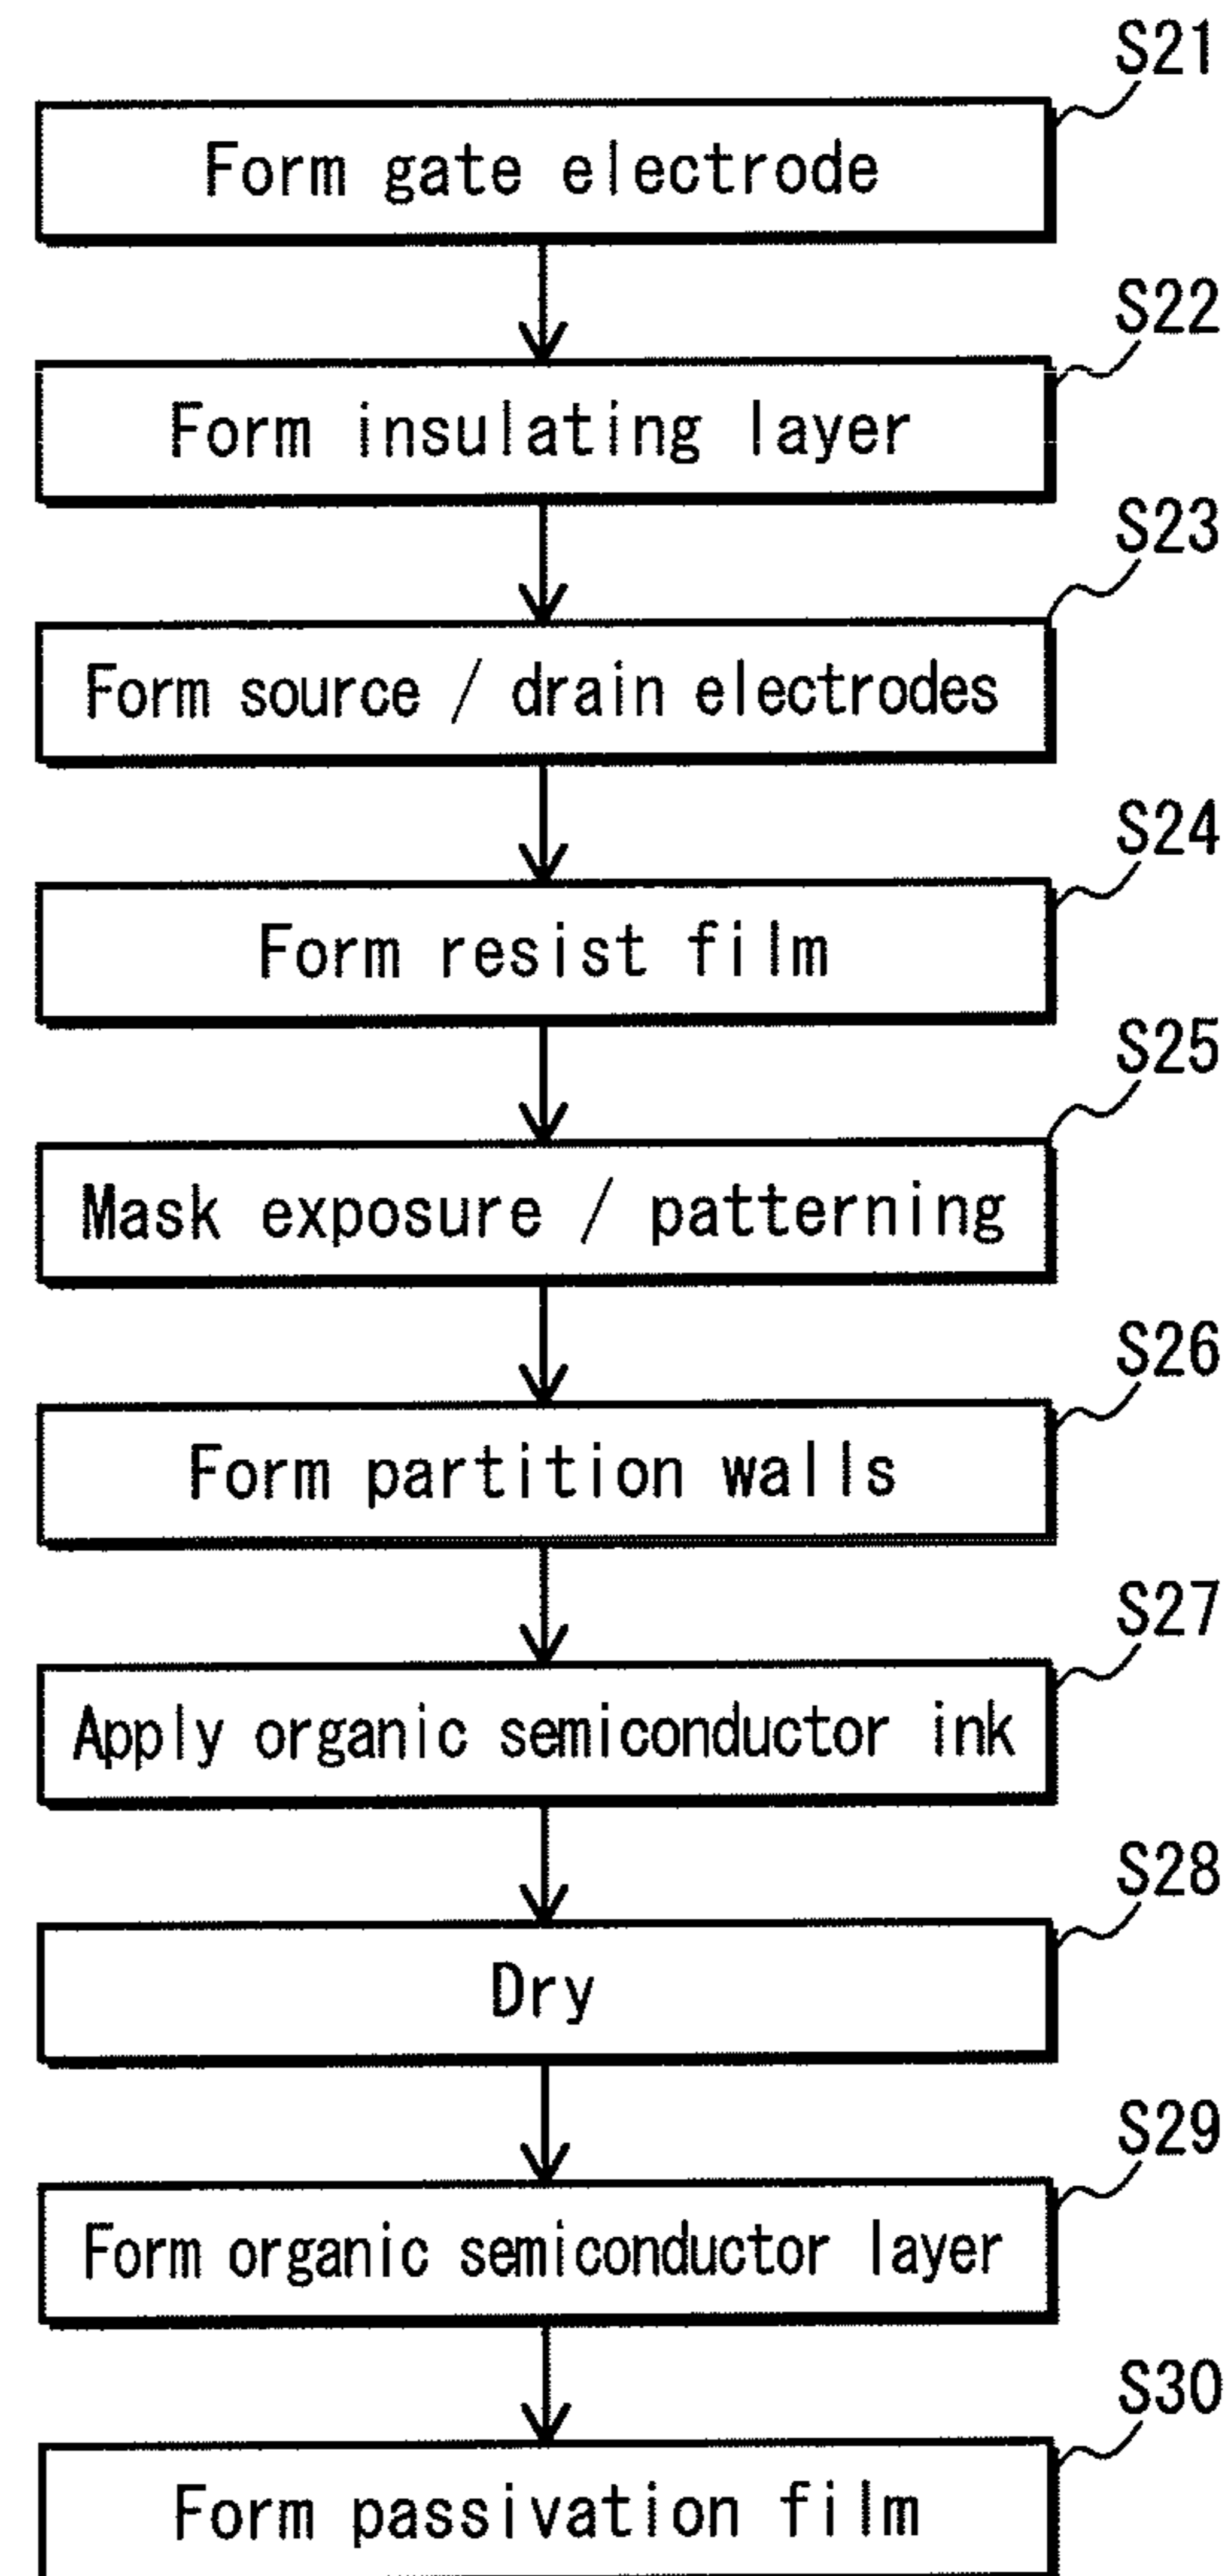 S21
Form gate electrode
S22
Form insulating layer
S23
Form source / drain electrodes
S24
Form resist film
S25
Mask exposure / patterning
S26
Form partition walls
S27
Apply organic semiconductor ink
S28
Dry
S29
Form organic semiconductor layer
S30
Form passivation film